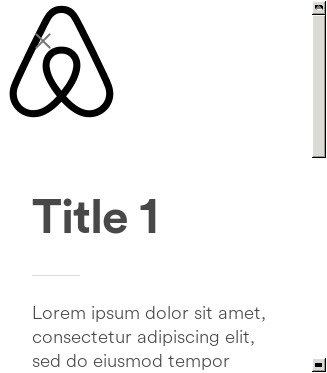 Title 1
Lorem ipsum dolor sit amet,
consectetur adipiscing elit,
sed do eiusmod tempor